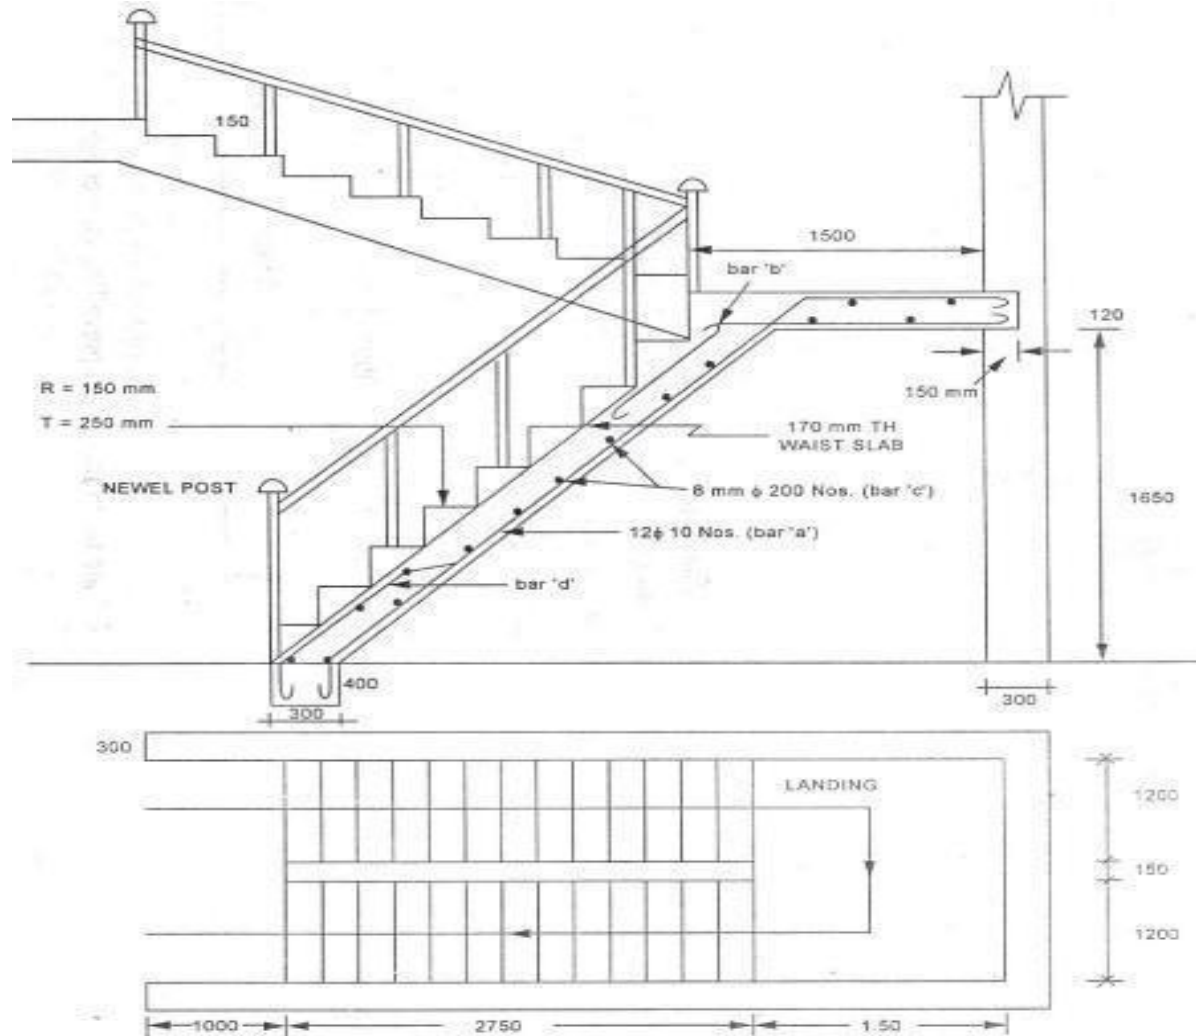 150
1500
bar 'b'
120
R = 150 mm
T = 250 mm
150 mm
170 mm TH
WAIST SLAB
NEWEL POST
8 mm ϕ 200 Nos. (bar 'c')
1650
12ϕ 10 Nos. (bar 'a')
bar 'd'
400
300
300
300
LANDING
1200
150
1200
1000
2750
1.50